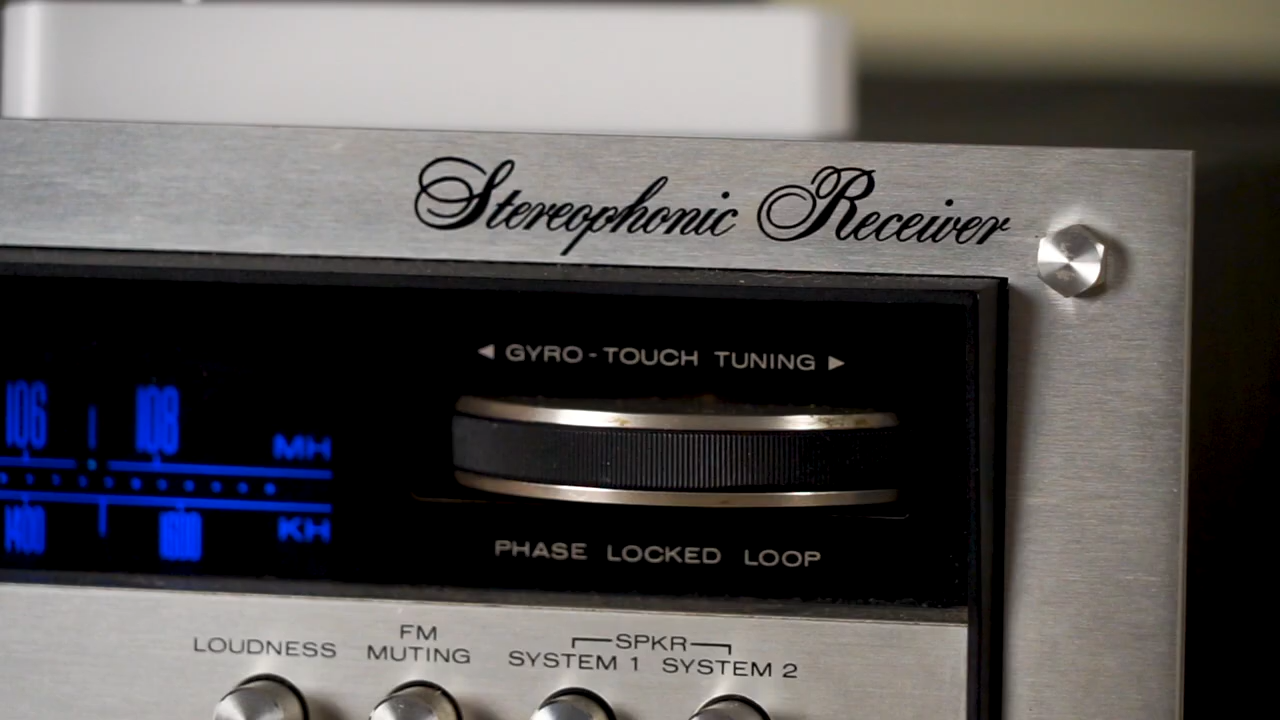 Stereophonic Receiver
◀ GYRO-TOUCH TUNING ▶
106 108 MH
1400 1600 KH
PHASE LOCKED LOOP
LOUDNESS
FM
MUTING
SPKR
SYSTEM 1 SYSTEM 2